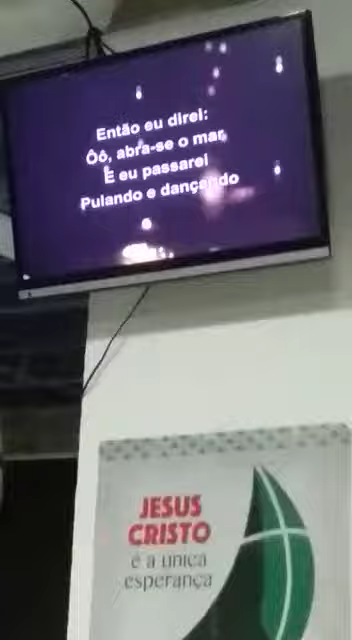 Então eu direi:
Ôô, abra-se o mar,
E eu passarei
Pulando e dançando
JESUS
CRISTO
é a única
esperança